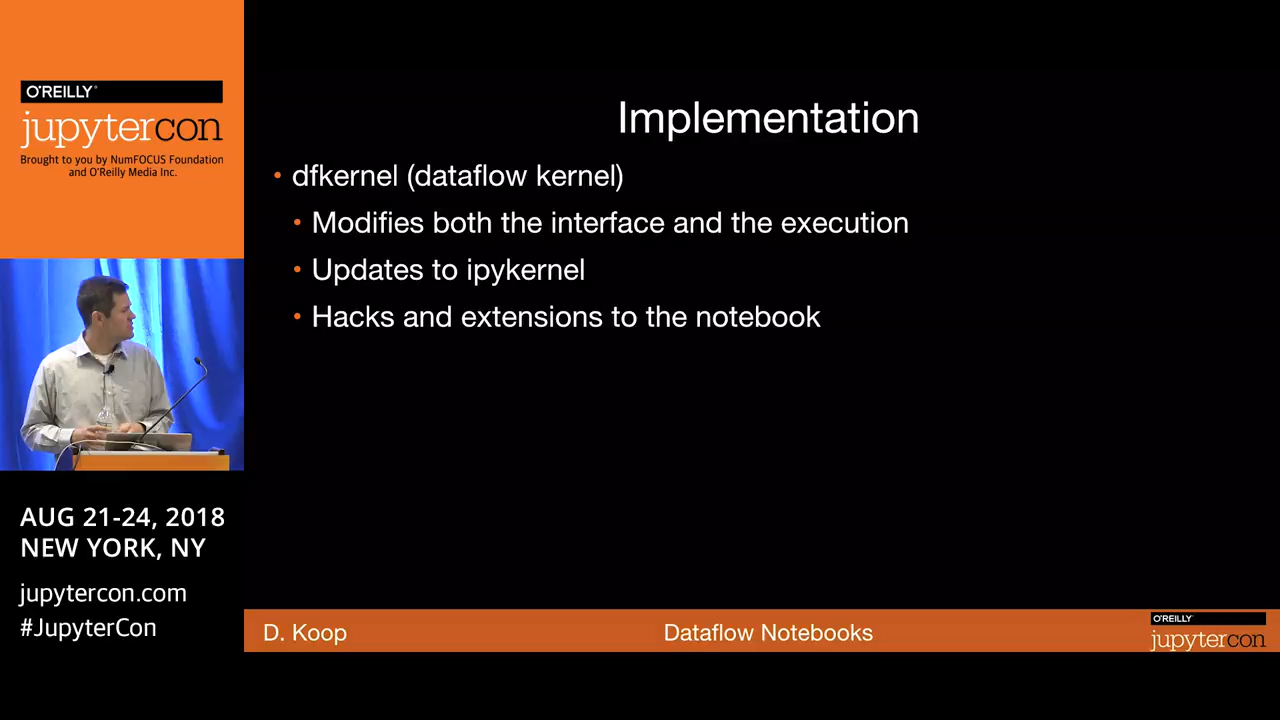 O'REILLY®
jupytercon
Brought to you by NumFOCUS Foundation
and O'Reilly Media Inc.
Implementation
• dfkernel (dataflow kernel)
• Modifies both the interface and the execution
• Updates to ipykernel
• Hacks and extensions to the notebook
AUG 21-24, 2018
NEW YORK, NY
jupytercon.com
#JupyterCon
D. Koop
Dataflow Notebooks
O'REILLY®
jupytercon